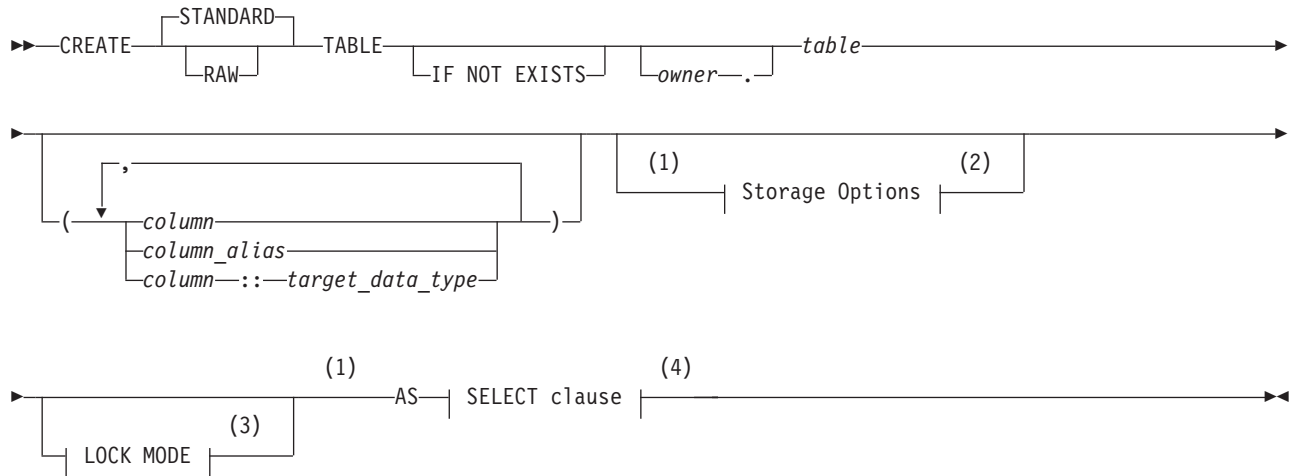 STANDARD
CREATE TABLE table
RAW IF NOT EXISTS owner .
,
(1) (2)
Storage Options
( column )
column_alias
column :: target_data_type
(1) (4)
AS SELECT clause
(3)
LOCK MODE